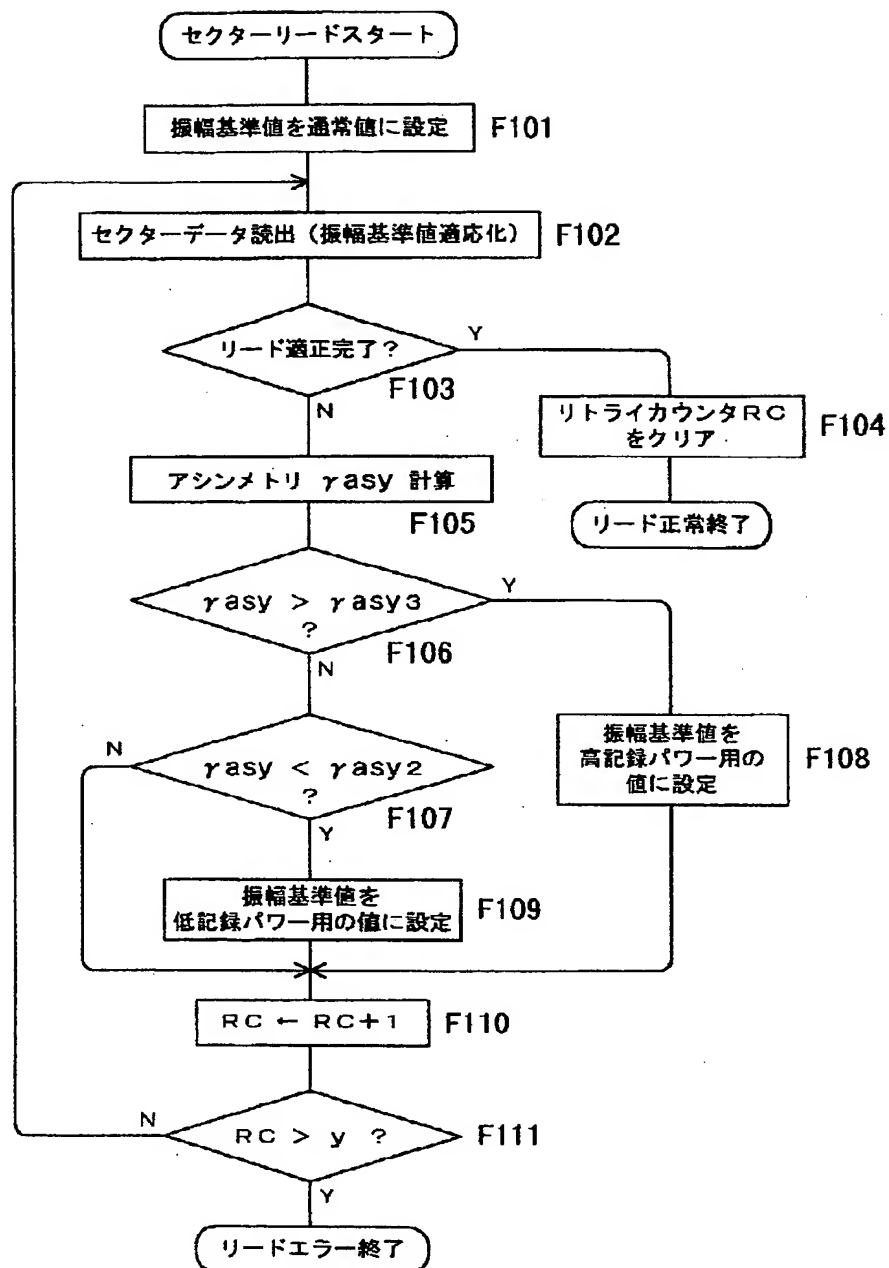 セクターリードスタート
振幅基準値を通常値に設定
F101
セクターデータ読出(振幅基準値適応化)
F102
リード適正完了?
F103
Y
N
リトライカウンタRC
をクリア
F104
リード正常終了
アシンメトリ γasy 計算
F105
γasy > γasy3
?
F106
Y
N
振幅基準値を
高記録パワー用の
値に設定
F108
γasy < γasy2
?
F107
N
Y
振幅基準値を
低記録パワー用の値に設定
F109
RC ← RC+1
F110
RC > y ?
F111
N
Y
リードエラー終了